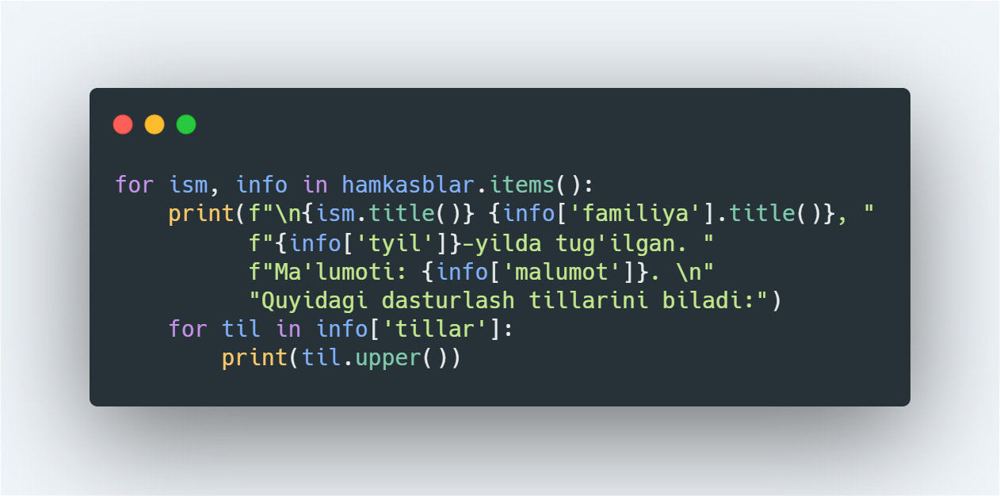 for ism, info in hamkasblar.items():
    print(f"\n{ism.title()} {info['familiya'].title()}, "
          f"{info['tyil']}-yilda tug'ilgan. "
          f"Ma'lumoti: {info['malumot']}. \n"
          "Quyidagi dasturlash tillarini biladi:")
    for til in info['tillar']:
        print(til.upper())